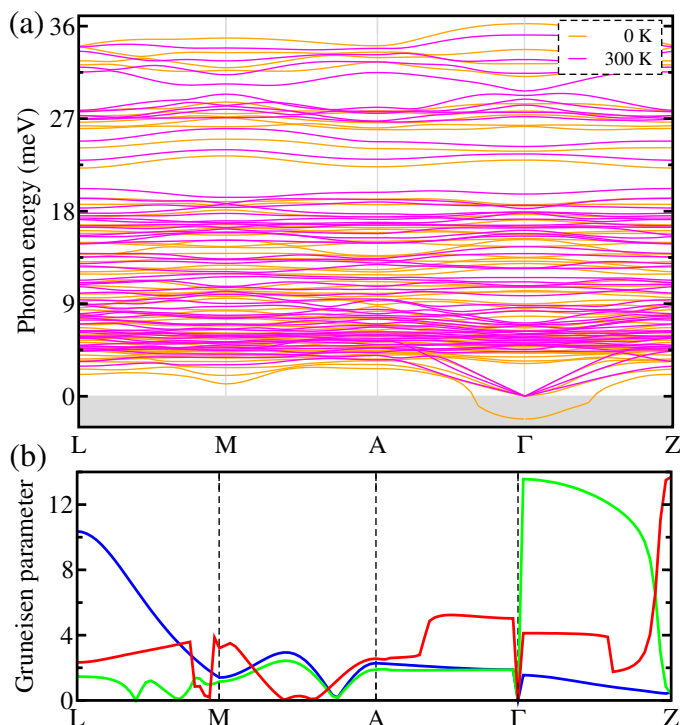 (a)
36
27
18
9
0
Phonon energy (meV)
0 K
300 K
L M A Γ Z
(b)
12
8
4
0
Gruneisen parameter
L M A Γ Z